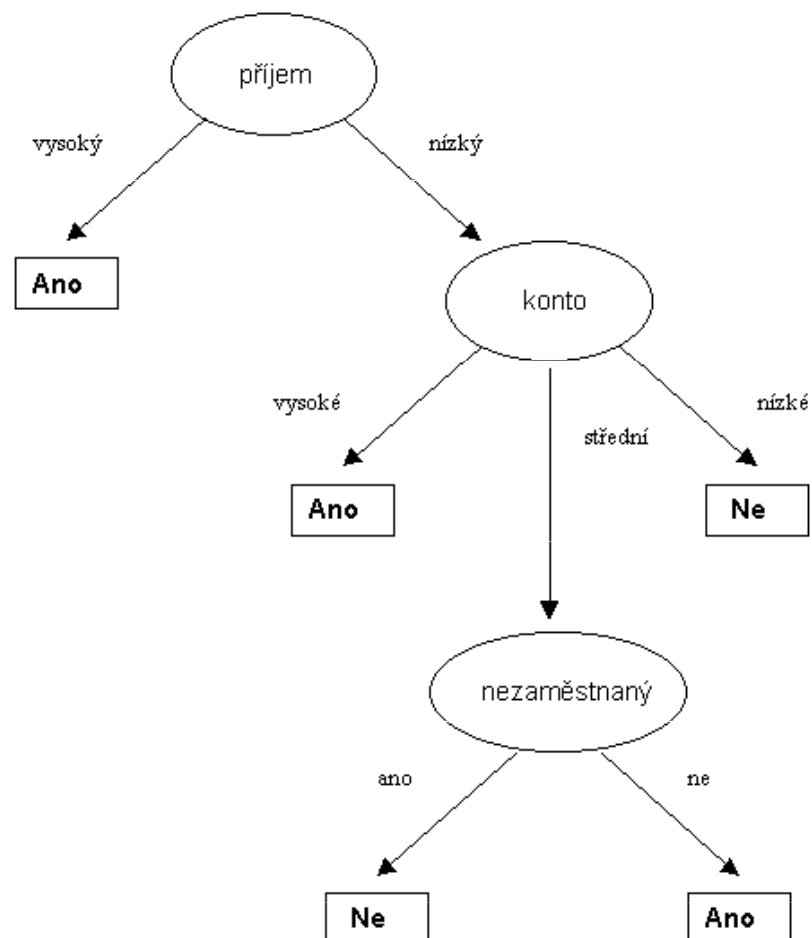 příjem
vysoký
nízký
Ano
konto
vysoké
nízké
střední
Ano
Ne
nezaměstnaný
ano
ne
Ne
Ano